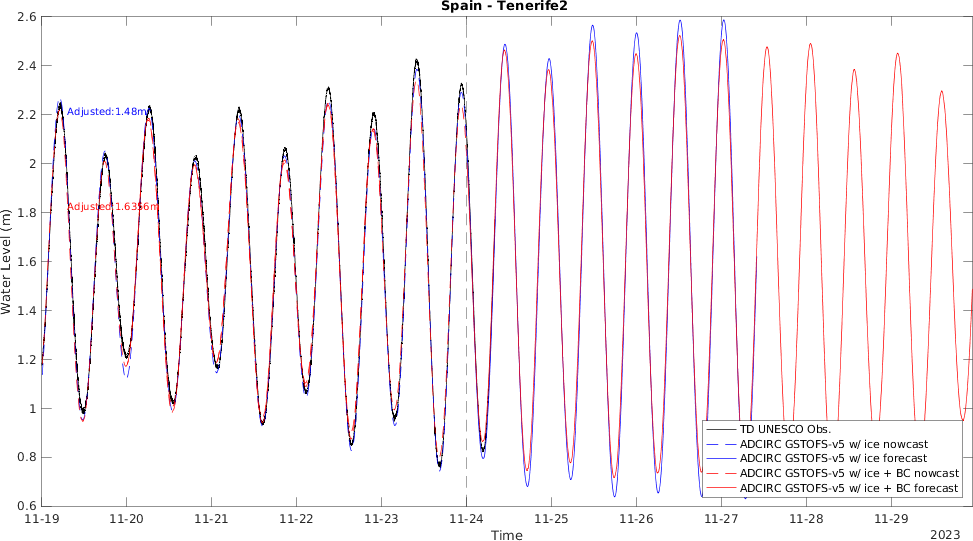 Spain - Tenerife2
2.6
2.4
2.2
2
1.8
1.6
1.4
1.2
1
0.8
0.6
Water Level (m)
Adjusted:1.48m
Adjusted:1.6356m
TD UNESCO Obs.
ADCIRC GSTOFS-v5 w/ ice nowcast
ADCIRC GSTOFS-v5 w/ ice forecast
ADCIRC GSTOFS-v5 w/ ice + BC nowcast
ADCIRC GSTOFS-v5 w/ ice + BC forecast
11-19 11-20 11-21 11-22 11-23 11-24 11-25 11-26 11-27 11-28 11-29
Time
2023